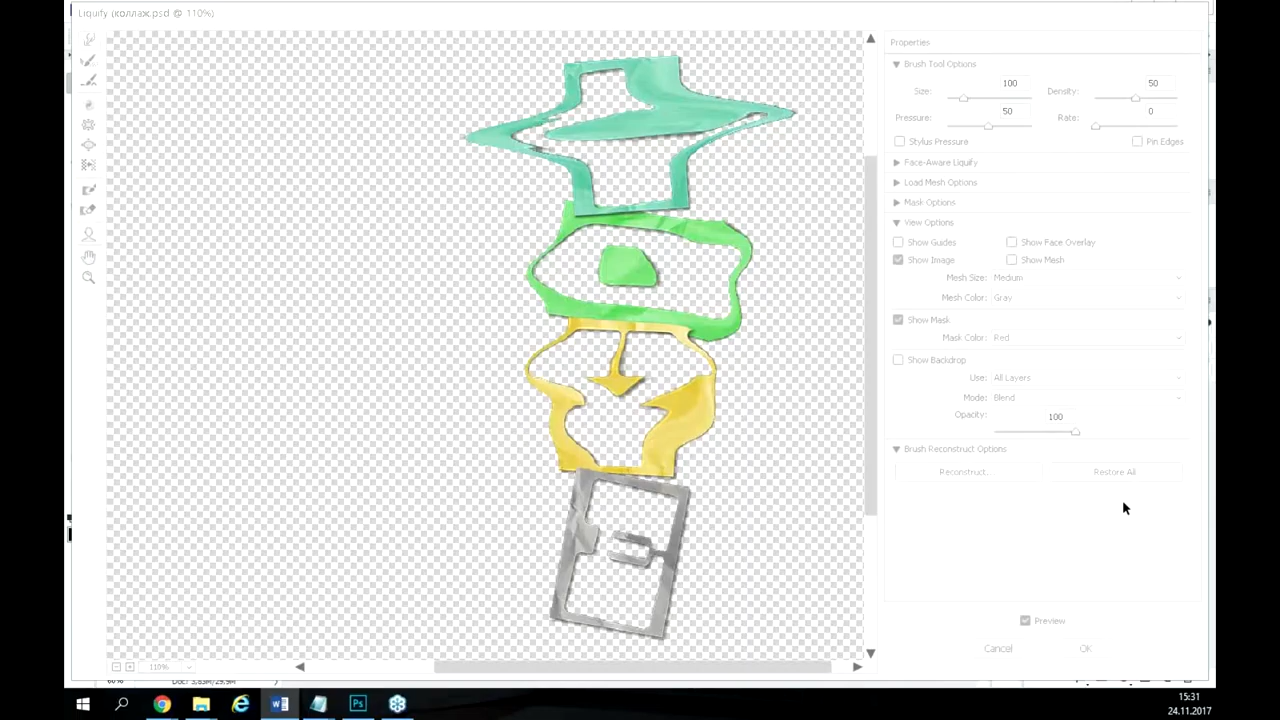 Liquify (коллаж.psd @ 110%)
Properties
Brush Tool Options
Size: 100 Density: 50
Pressure: 50 Rate: 0
Stylus Pressure Pin Edges
Face-Aware Liquify
Load Mesh Options
Mask Options
View Options
Show Guides Show Face Overlay
Show Image Show Mesh
Mesh Size: Medium
Mesh Color: Gray
Show Mask
Mask Color: Red
Show Backdrop
Use: All Layers
Mode: Blend
Opacity: 100
Brush Reconstruct Options
Reconstruct... Restore All
Preview
Cancel OK
110%
Ps
15:31
24.11.2017